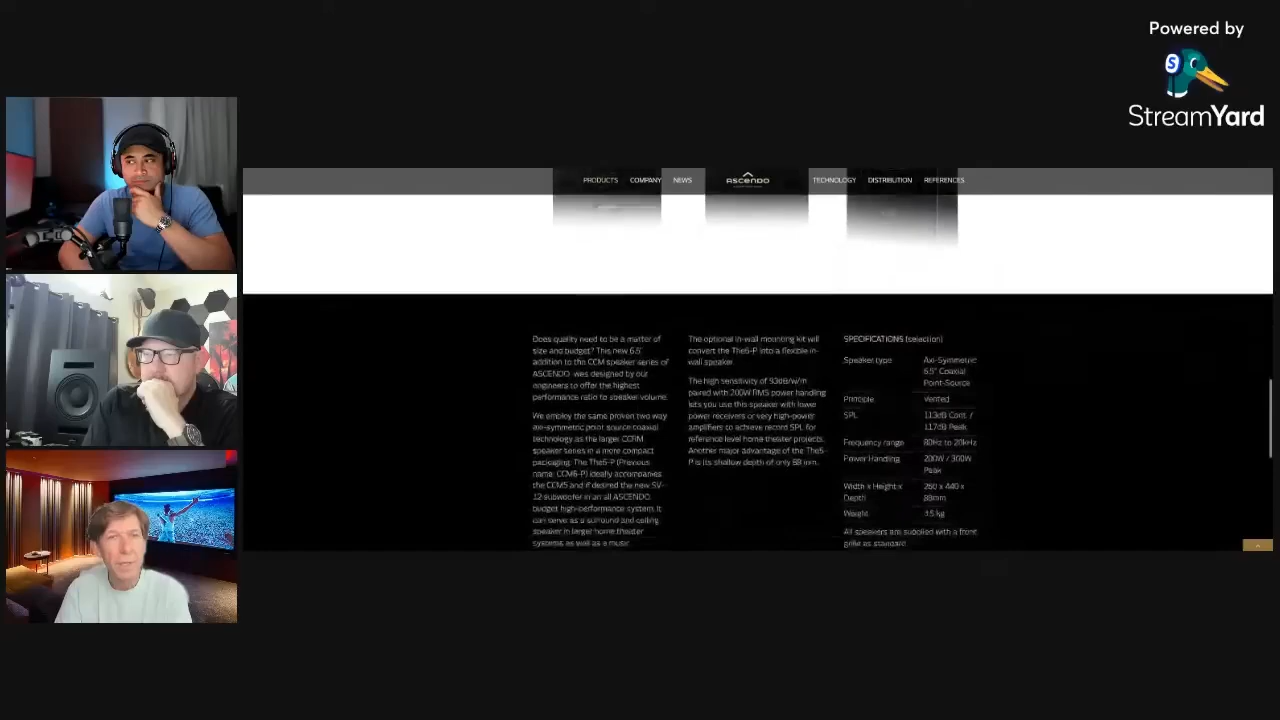 Powered by
StreamYard
PRODUCTS COMPANY NEWS ASCENDO TECHNOLOGY DISTRIBUTION REFERENCES
Does quality need to be a matter of
size and budget? This new 6.5"
addition to the CCM speaker series of
ASCENDO was designed by our
engineers to offer the highest
performance ratio to speaker volume.
We employ the same proven two way
axi-symmetric point source coaxial
technology as the larger CCRM
speaker series in a more compact
packaging. The The6-P (Previous
name: CCM6-P) ideally accompanies
the CCM5 and if desired the new SV-
12 subwoofer in an all ASCENDO
budget high-performance system. It
can serve as a surround and ceiling
speaker in larger home theater
systems as well as a music
The optional in-wall mounting kit will
convert the The6-P into a flexible in-
wall speaker.
The high sensitivity of 93dB/w/m
paired with 200W RMS power handling
lets you use this speaker with lower
power receivers or very high-power
amplifiers to achieve record SPL for
reference level home theater projects.
Another major advantage of the The6-
P is its shallow depth of only 88 mm.
SPECIFICATIONS (selection)
Speaker type Axi-Symmetric
6.5" Coaxial
Point-Source
Principle Vented
SPL 113dB Cont. /
117dB Peak
Frequency range 80Hz to 20kHz
Power Handling 200W / 300W
Peak
Width x Height x 260 x 440 x
Depth 88mm
Weight
All speakers are supplied with a front
grille as standard.